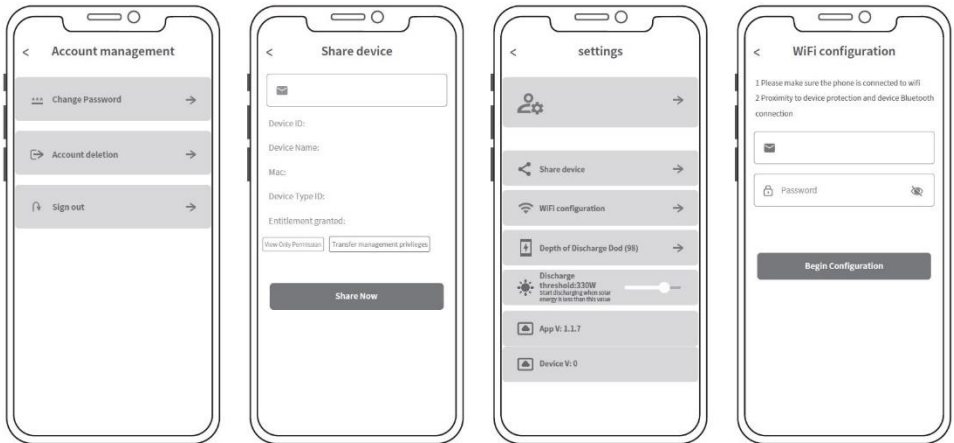 Account management
Change Password
Account deletion
Sign out
Share device
Device ID:
Device Name:
Mac:
Device Type ID:
Entitlement granted:
View Only Permission
Transfer management privileges
Share Now
settings
Share device
WiFi configuration
Depth of Discharge Dod (98)
Discharge
threshold:330W
Start discharging when solar
energy is less than this value
App V: 1.1.7
Device V: 0
WiFi configuration
1 Please make sure the phone is connected to wifi
2 Proximity to device protection and device Bluetooth
connection
Password
Begin Configuration